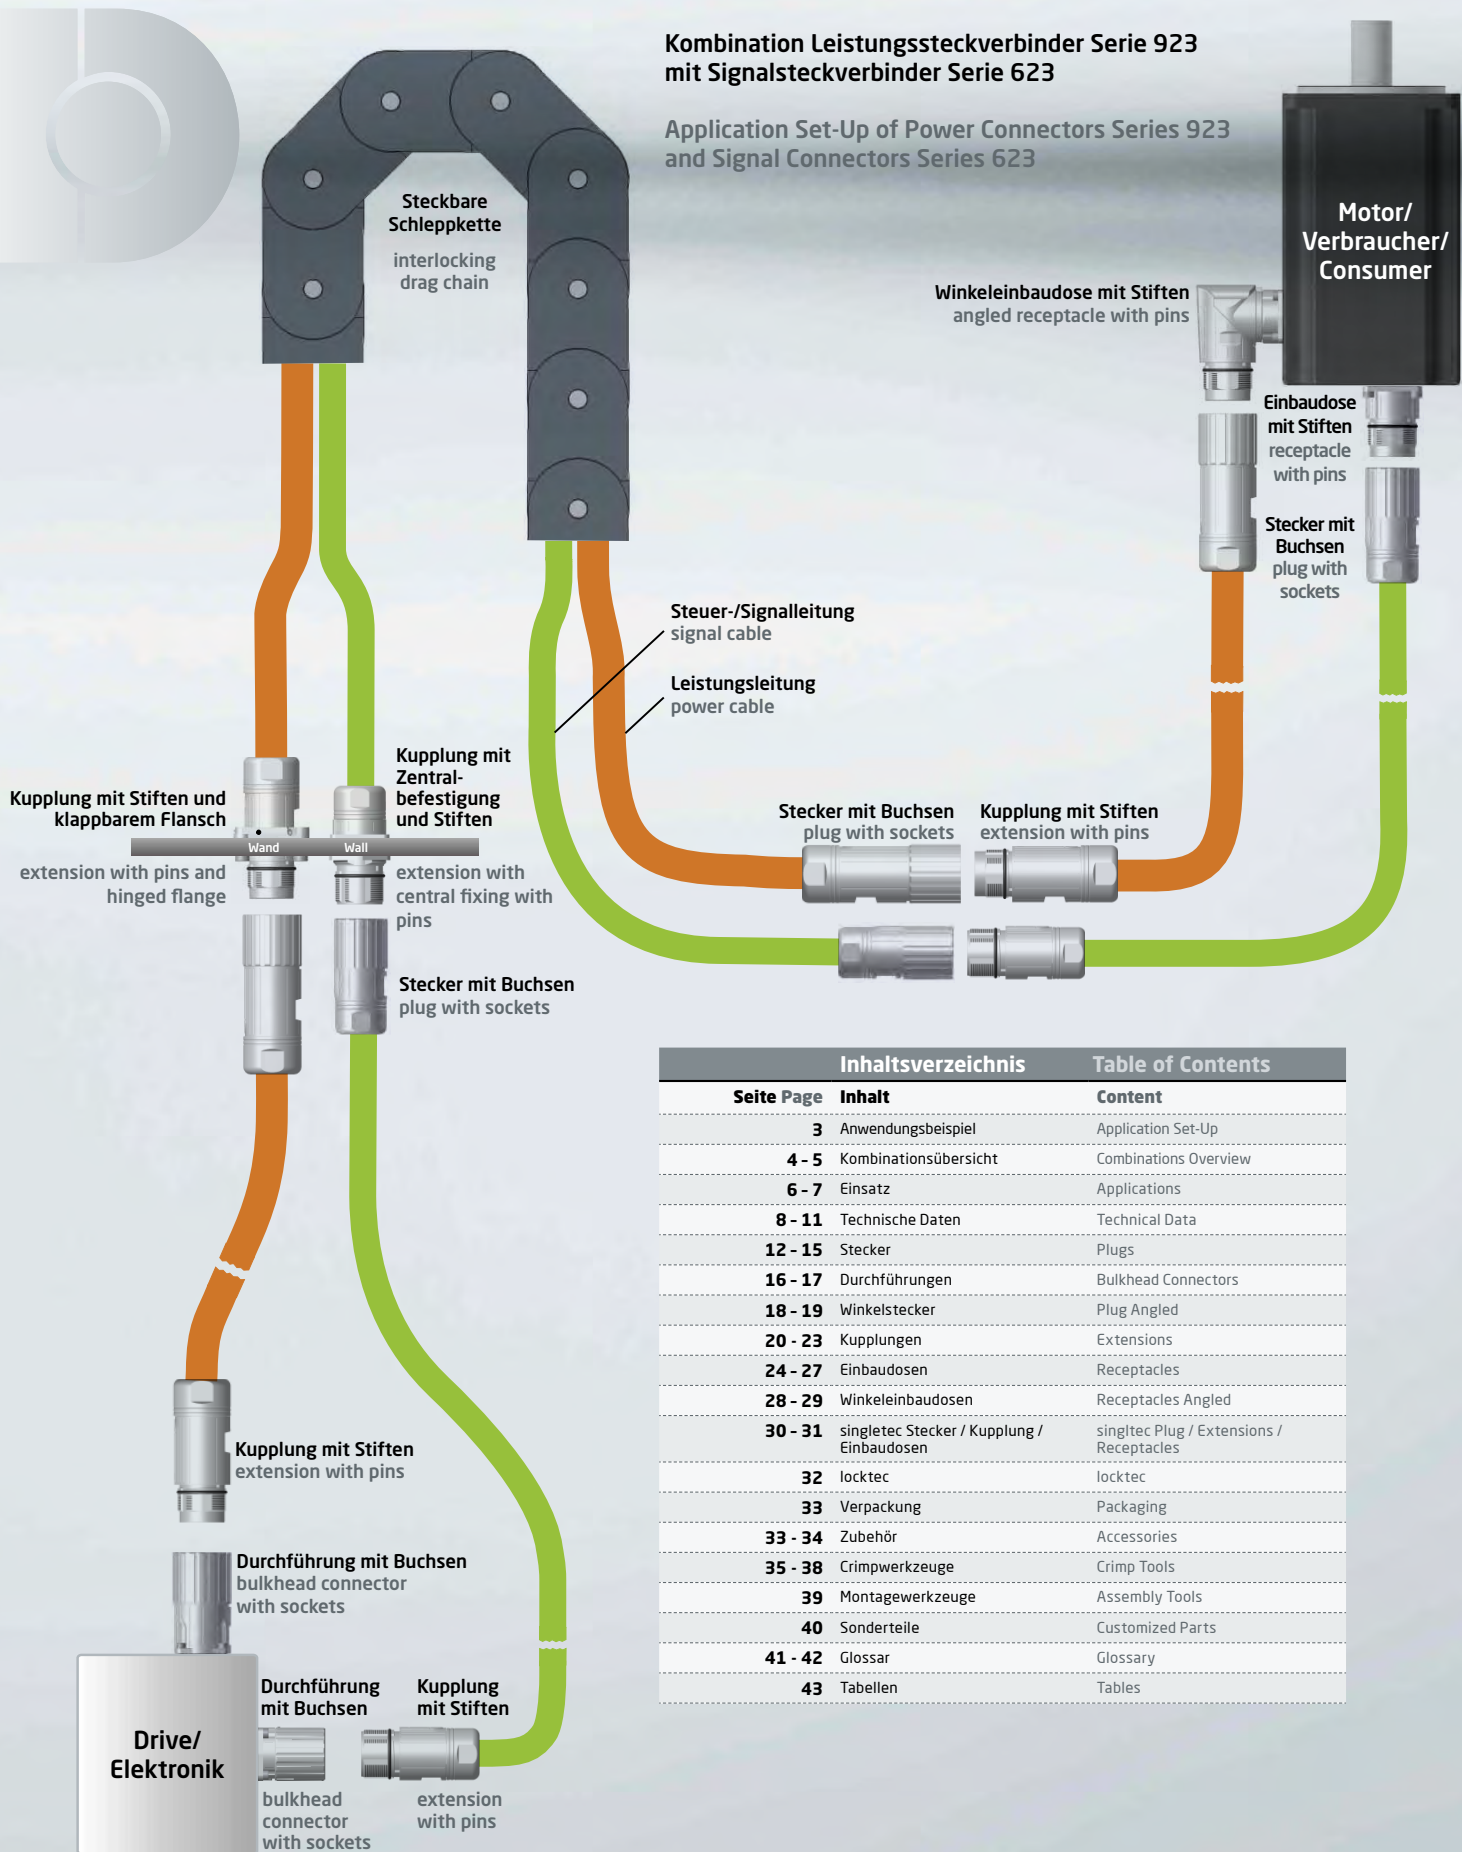 Kombination Leistungssteckverbinder Serie 923
mit Signalsteckverbinder Serie 623
Application Set-Up of Power Connectors Series 923
and Signal Connectors Series 623
Steckbare
Schleppkette
interlocking
drag chain
Motor/
Verbraucher/
Consumer
Winkeleinbaudose mit Stiften
angled receptacle with pins
Einbaudose
mit Stiften
receptacle
with pins
Stecker mit
Buchsen
plug with
sockets
Steuer-/Signalleitung
signal cable
Leistungsleitung
power cable
Kupplung mit Stiften und
klappbarem Flansch
Wand
Wall
extension with pins and
hinged flange
Kupplung mit
Zentral-
befestigung
und Stiften
extension with
central fixing with
pins
Stecker mit Buchsen
plug with sockets
Kupplung mit Stiften
extension with pins
Stecker mit Buchsen
plug with sockets
Inhaltsverzeichnis Table of Contents
Seite Page Inhalt Content
3 Anwendungsbeispiel Application Set-Up
4 – 5 Kombinationsübersicht Combinations Overview
6 – 7 Einsatz Applications
8 – 11 Technische Daten Technical Data
12 – 15 Stecker Plugs
16 – 17 Durchführungen Bulkhead Connectors
18 – 19 Winkelstecker Plug Angled
20 - 23 Kupplungen Extensions
24 – 27 Einbaudosen Receptacles
28 – 29 Winkeleinbaudosen Receptacles Angled
30 – 31 singletec Stecker / Kupplung / singltec Plug / Extensions /
Einbaudosen Receptacles
32 locktec locktec
33 Verpackung Packaging
33 - 34 Zubehör Accessories
35 - 38 Crimpwerkzeuge Crimp Tools
39 Montagewerkzeuge Assembly Tools
40 Sonderteile Customized Parts
41 - 42 Glossar Glossary
43 Tabellen Tables
Kupplung mit Stiften
extension with pins
Durchführung mit Buchsen
bulkhead connector
with sockets
Drive/
Elektronik
Durchführung
mit Buchsen
bulkhead
connector
with sockets
Kupplung
mit Stiften
extension
with pins